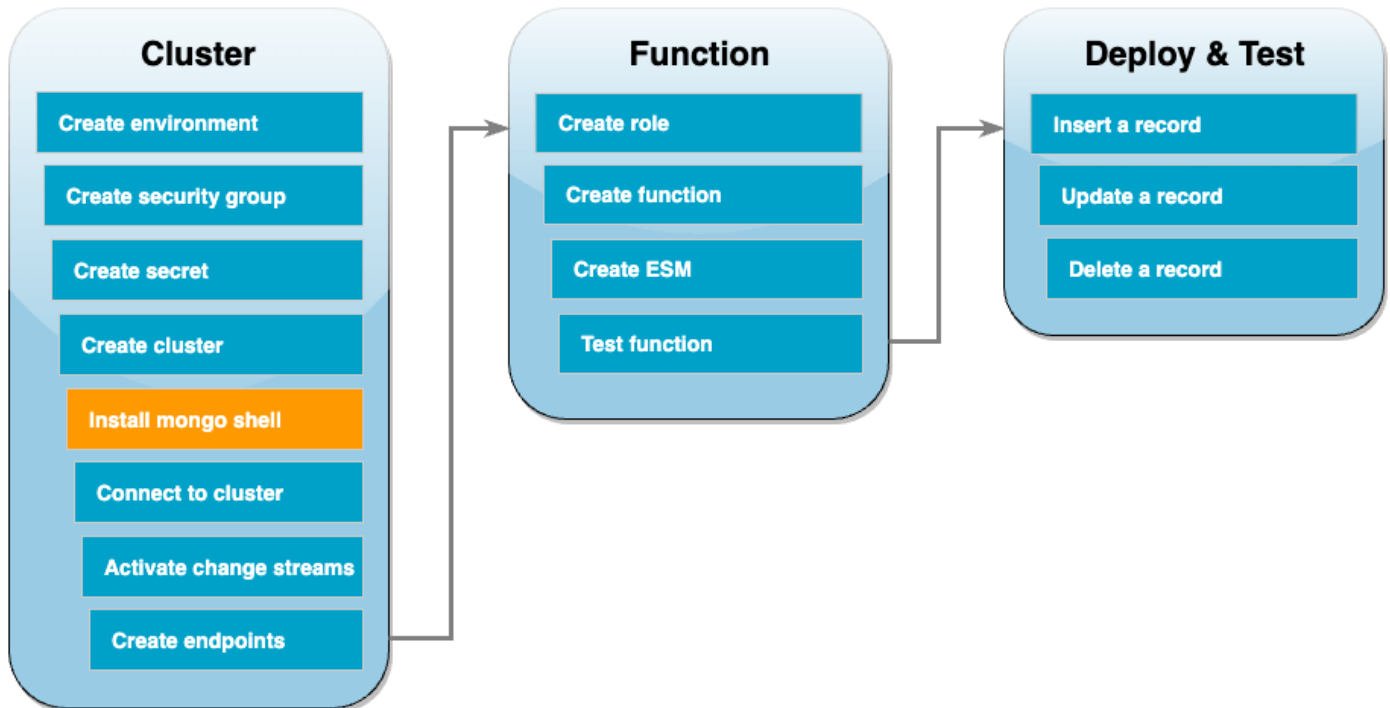 Cluster
Create environment
Create security group
Create secret
Create cluster
Install mongo shell
Connect to cluster
Activate change streams
Create endpoints
Function
Create role
Create function
Create ESM
Test function
Deploy & Test
Insert a record
Update a record
Delete a record